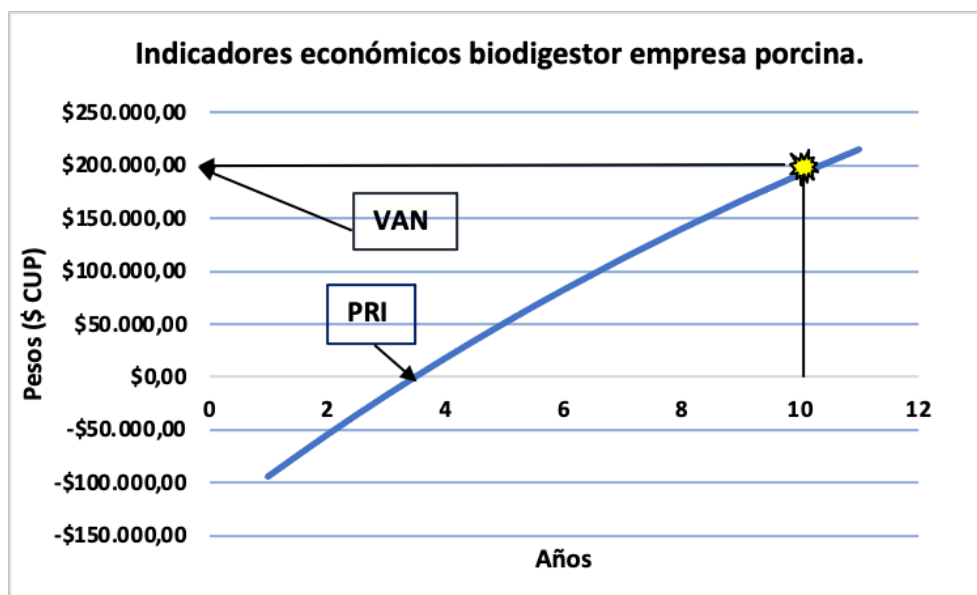 Indicadores económicos biodigestor empresa porcina.
$250.000,00
$200.000,00
$150.000,00
$100.000,00
$50.000,00
$0,00
-$50.000,00
-$100.000,00
-$150.000,00
Pesos ($ CUP)
VAN
PRI
0 2 4 6 8 10 12
Años